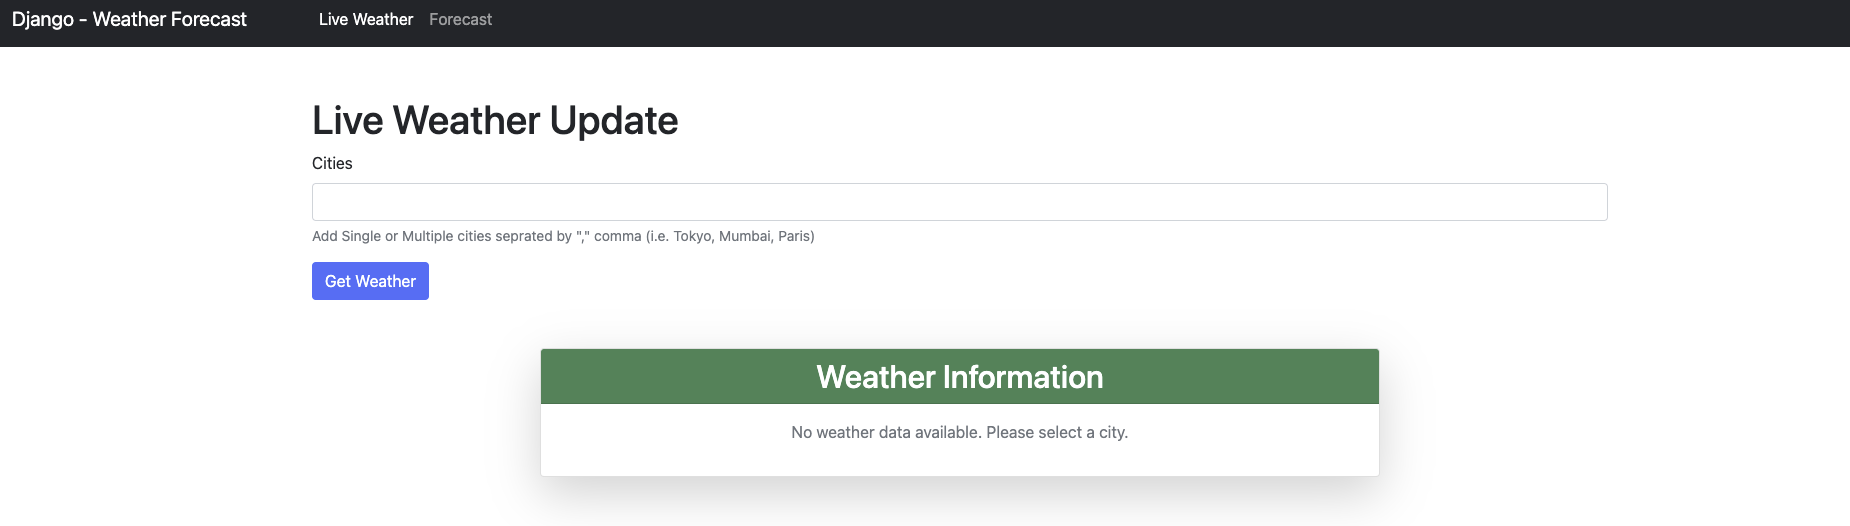 Django - Weather Forecast Live Weather Forecast
Live Weather Update
Cities
Add Single or Multiple cities seprated by "," comma (i.e. Tokyo, Mumbai, Paris)
Get Weather
Weather Information
No weather data available. Please select a city.